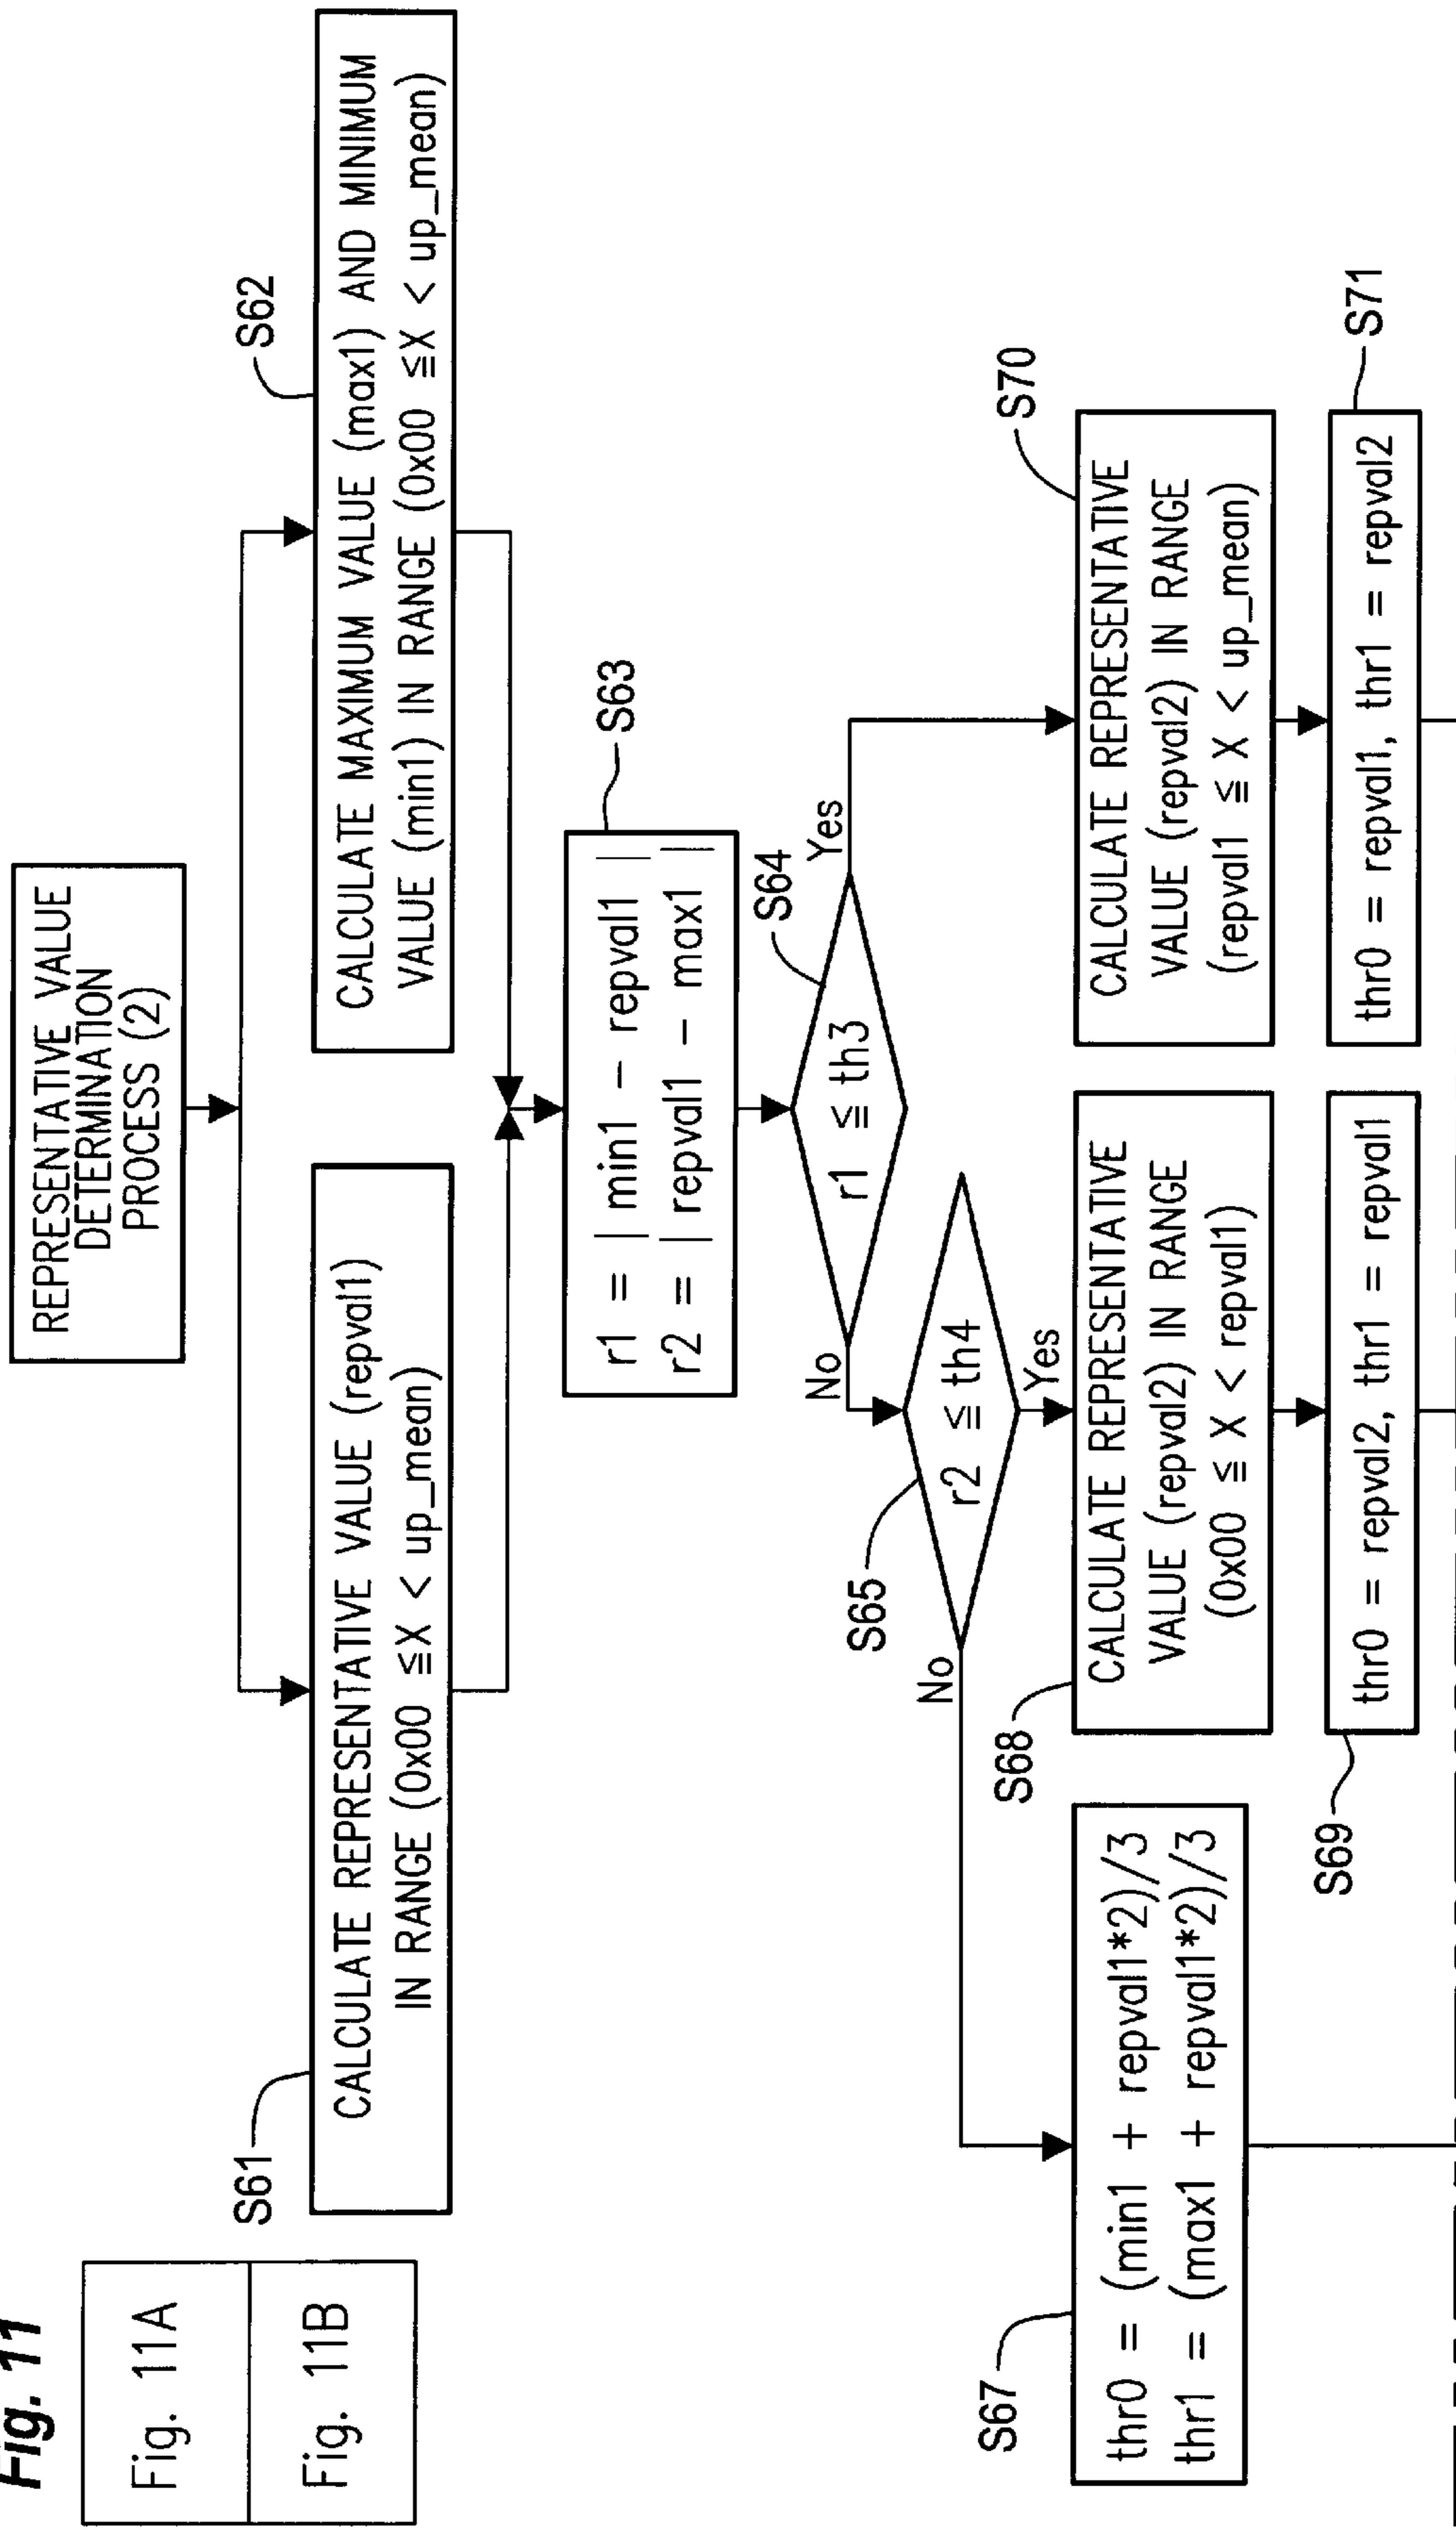 Fig. 11
Fig. 11A
Fig. 11B
REPRESENTATIVE VALUE
DETERMINATION
PROCESS (2)
S61
CALCULATE REPRESENTATIVE VALUE (repval1)
IN RANGE (0x00 ≦X < up_mean)
S62
CALCULATE MAXIMUM VALUE (max1) AND MINIMUM
VALUE (min1) IN RANGE (0x00 ≦X < up_mean)
S63
r1 = | min1 - repval1 |
r2 = | repval1 - max1 |
S64
r1 ≦ th3
Yes
No
S65
r2 ≦ th4
Yes
No
S67
thr0 = (min1 + repval1*2)/3
thr1 = (max1 + repval1*2)/3
S68
CALCULATE REPRESENTATIVE
VALUE (repval2) IN RANGE
(0x00 ≦ X < repval1)
S69
thr0 = repval2, thr1 = repval1
S70
CALCULATE REPRESENTATIVE
VALUE (repval2) IN RANGE
(repval1 ≦ X < up_mean)
S71
thr0 = repval1, thr1 = repval2